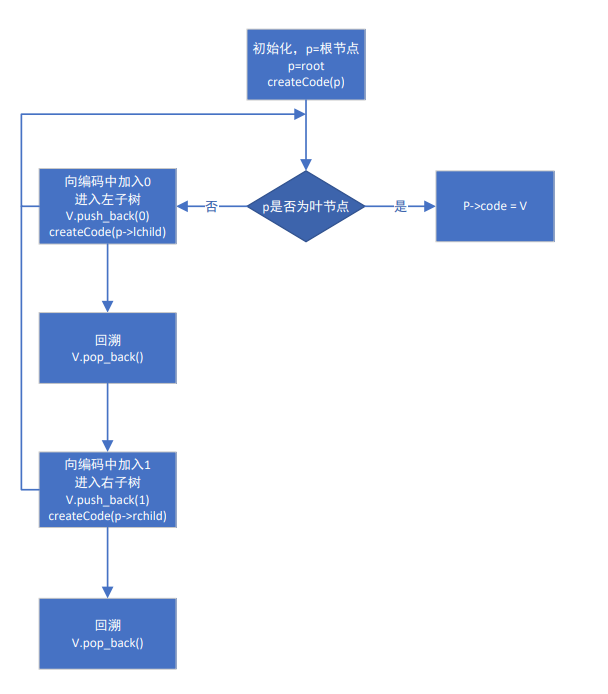 初始化，p=根节点
p=root
createCode(p)
向编码中加入0
进入左子树
V.push_back(0)
createCode(p->lchild)
否
p是否为叶节点
是
P->code = V
回溯
V.pop_back()
向编码中加入1
进入右子树
V.push_back(1)
createCode(p->rchild)
回溯
V.pop_back()